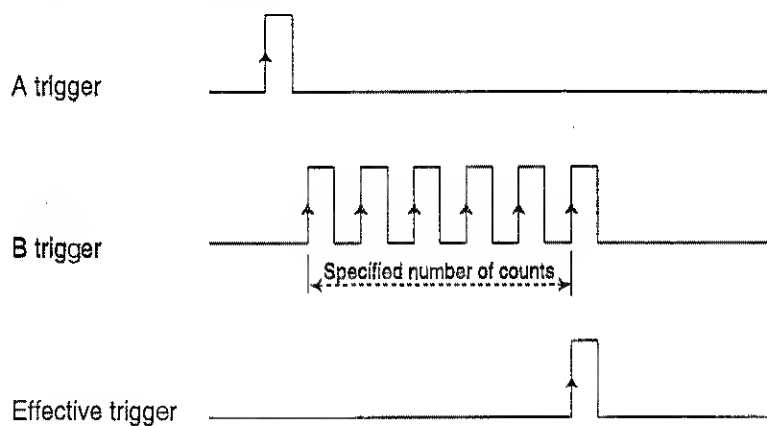 A trigger
B trigger
Specified number of counts
Effective trigger